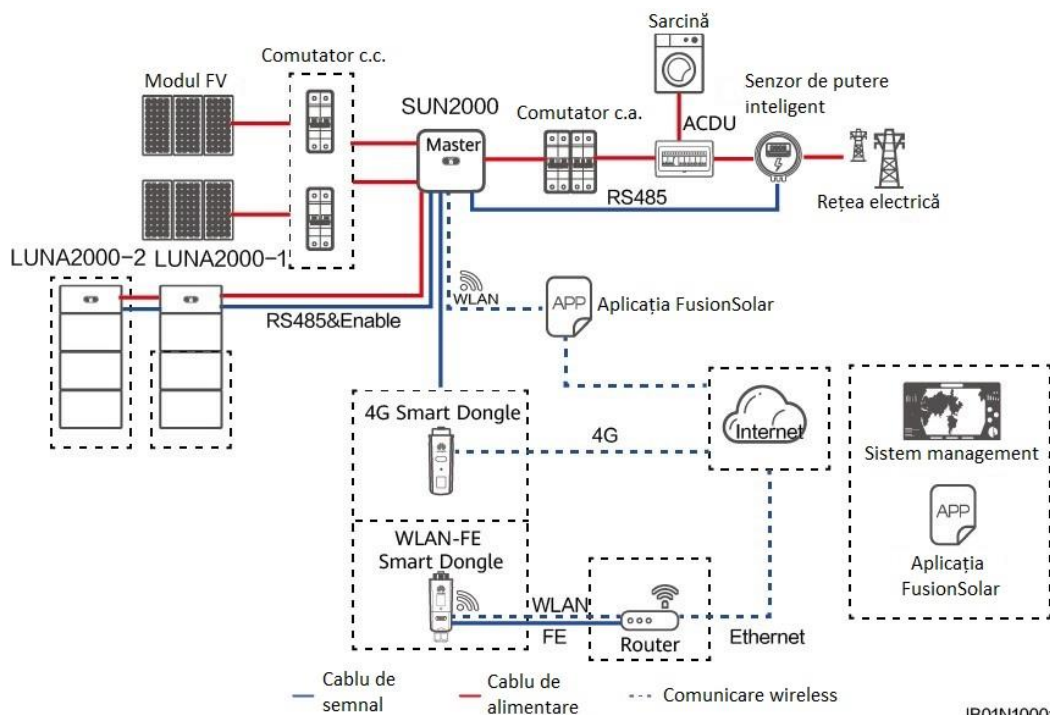 Sarcină
Comutator c.c.
Modul FV
Senzor de putere
inteligent
SUN2000
Comutator c.a.
ACDU
Master
RS485
Rețea electrică
LUNA2000-2
LUNA2000-1
WLAN
APP
Aplicația FusionSolar
RS485&Enable
4G Smart Dongle
4G
Internet
Sistem management
WLAN-FE
Smart Dongle
APP
Aplicația
FusionSolar
WLAN
FE
Router
Ethernet
Cablu de
semnal
Cablu de
alimentare
Comunicare wireless